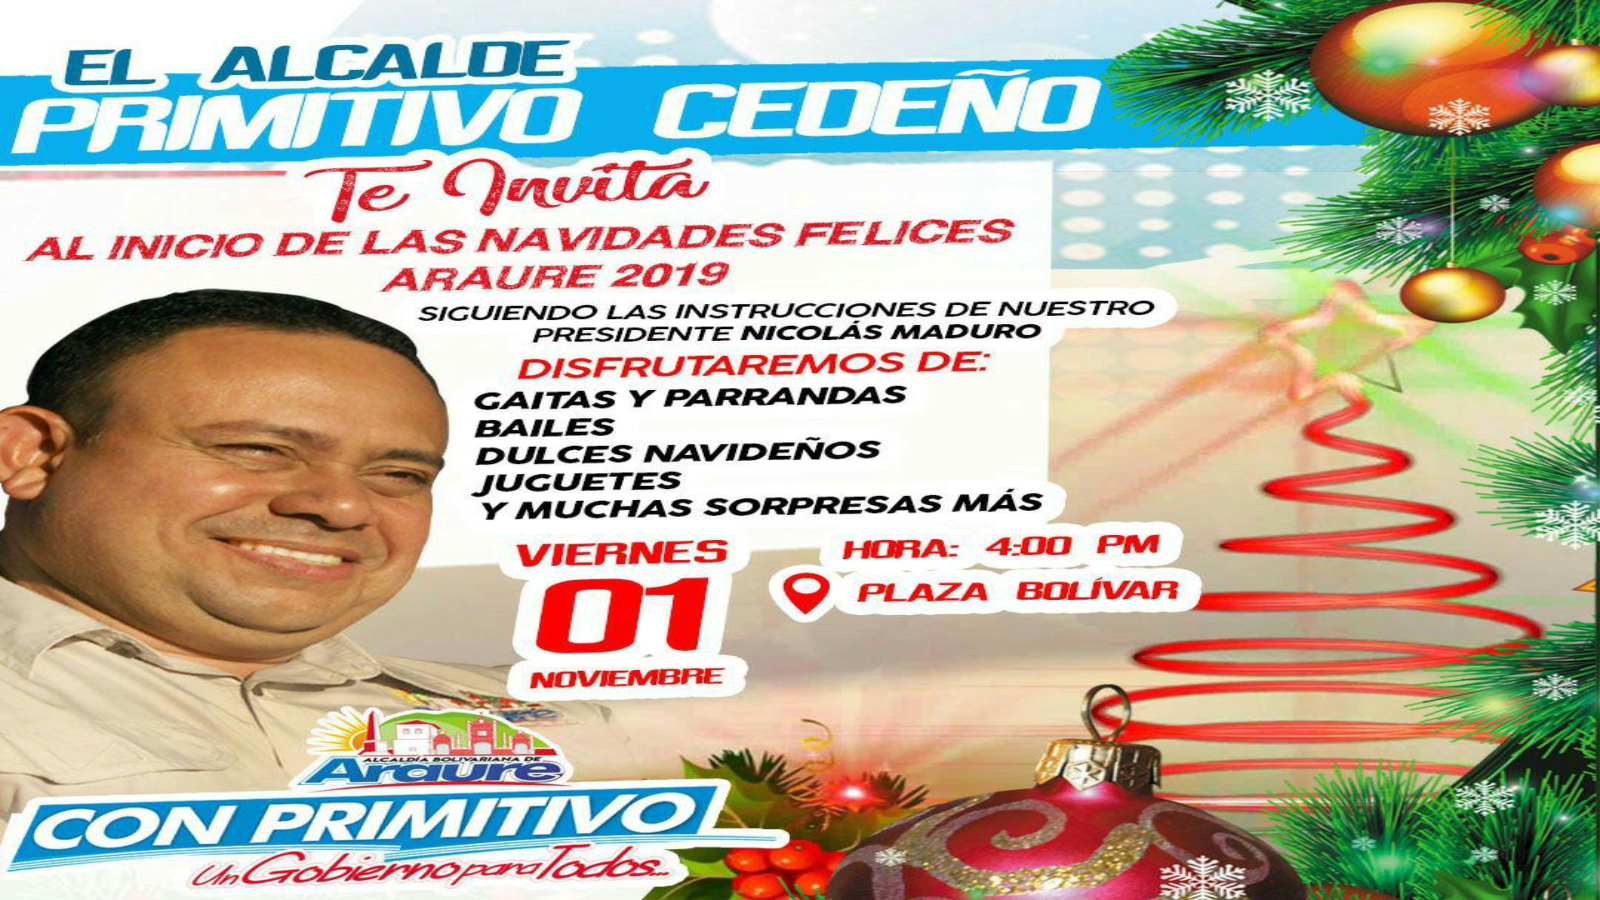 EL ALCALDE
PRIMITIVO CEDEÑO
Te Invita
AL INICIO DE LAS NAVIDADES FELICES
ARAURE 2019
SIGUIENDO LAS INSTRUCCIONES DE NUESTRO
PRESIDENTE NICOLÁS MADURO
DISFRUTAREMOS DE:
GAITAS Y PARRANDAS
BAILES
DULCES NAVIDEÑOS
JUGUETES
Y MUCHAS SORPRESAS MÁS
VIERNES
01
NOVIEMBRE
HORA: 4:00 PM
PLAZA BOLÍVAR
ALCALDÍA BOLIVARIANA DE
Araure
CON PRIMITIVO
Un Gobierno para Todos...